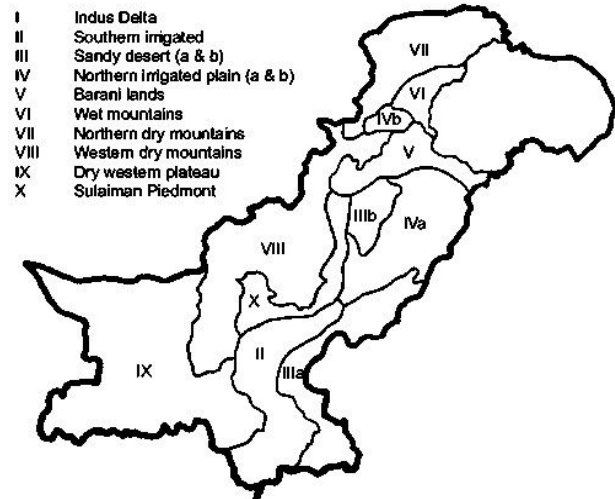 I Indus Delta
II Southern irrigated
III Sandy desert (a & b)
IV Northern irrigated plain (a & b)
V Barani lands
VI Wet mountains
VII Northern dry mountains
VIII Western dry mountains
IX Dry western plateau
X Sulaiman Piedmont
VII
VI
IVb
V
IIIb
IVa
VIII
X
II
IX
IIIa